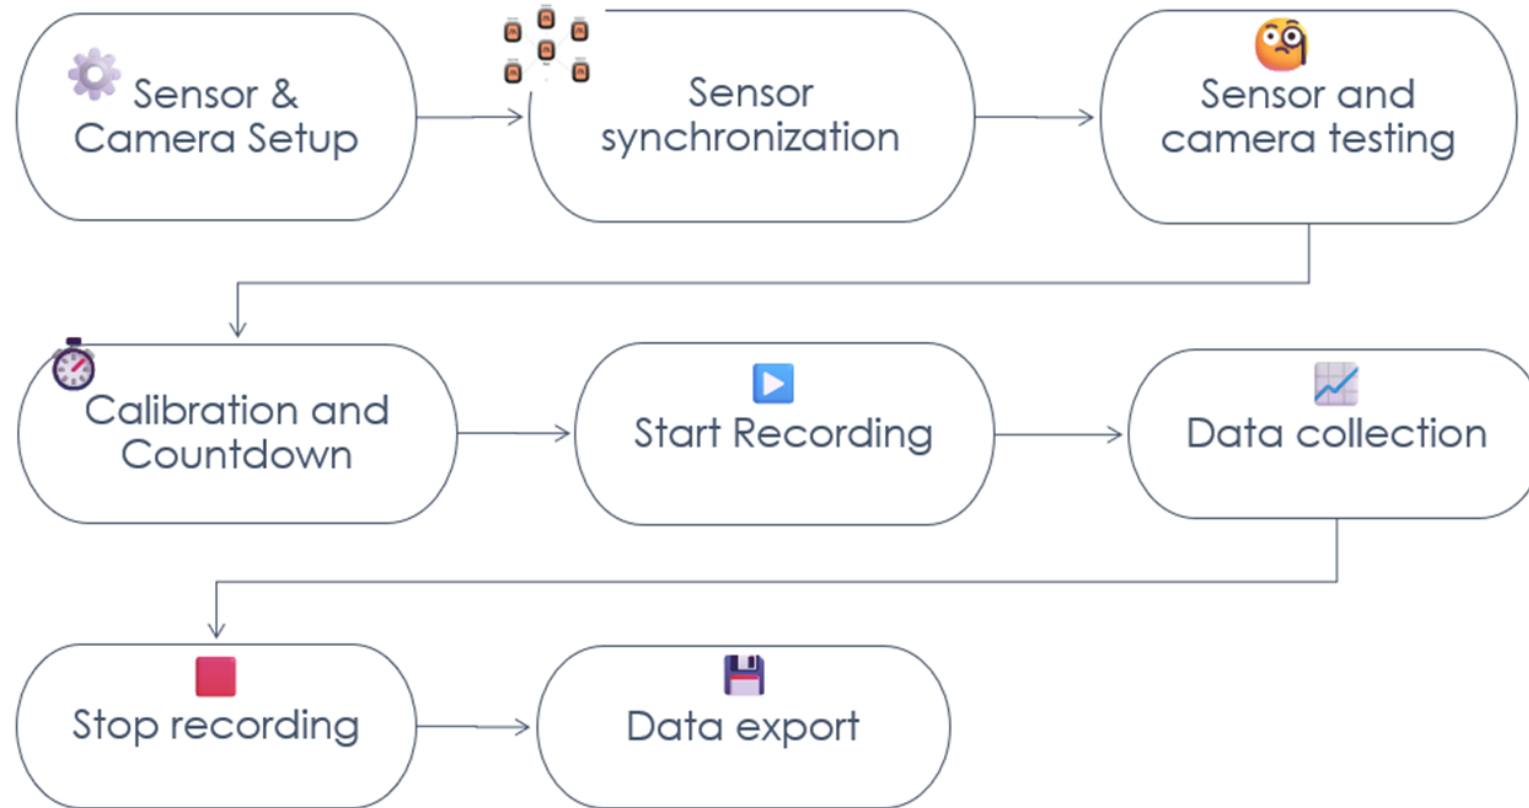 Sensor &
Camera Setup
Sensor
synchronization
Sensor and
camera testing
Calibration and
Countdown
Start Recording
Data collection
Stop recording
Data export